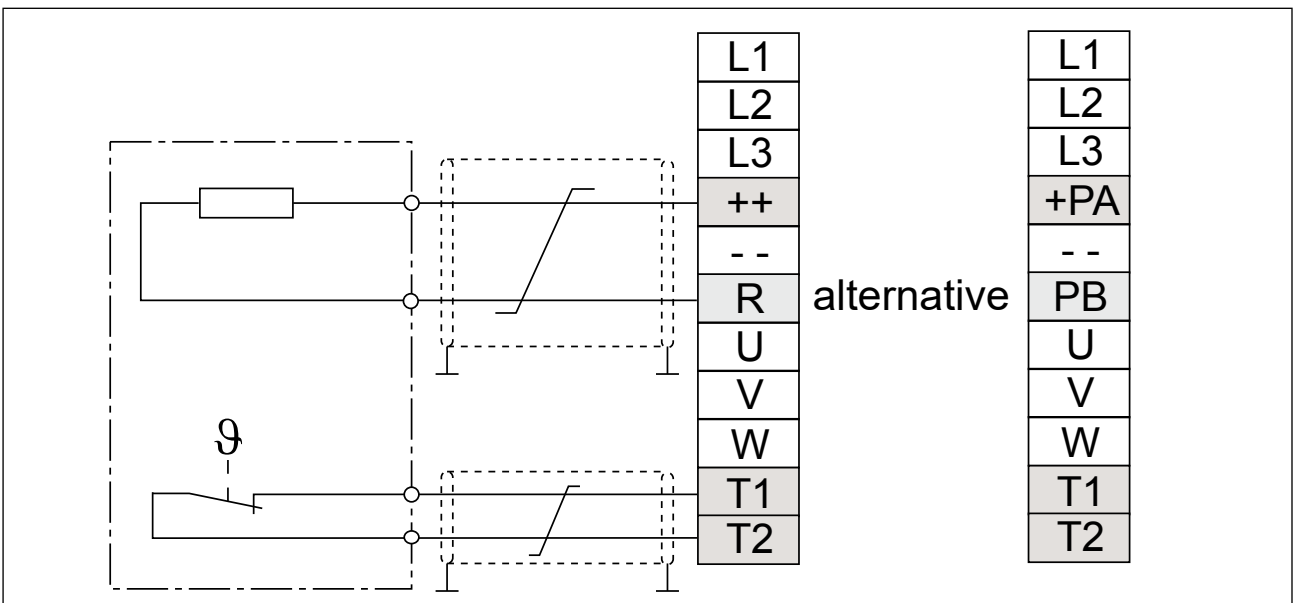 L1
L2
L3
++
- -
R
U
V
W
T1
T2
alternative
L1
L2
L3
+PA
- -
PB
U
V
W
T1
T2
ϑ